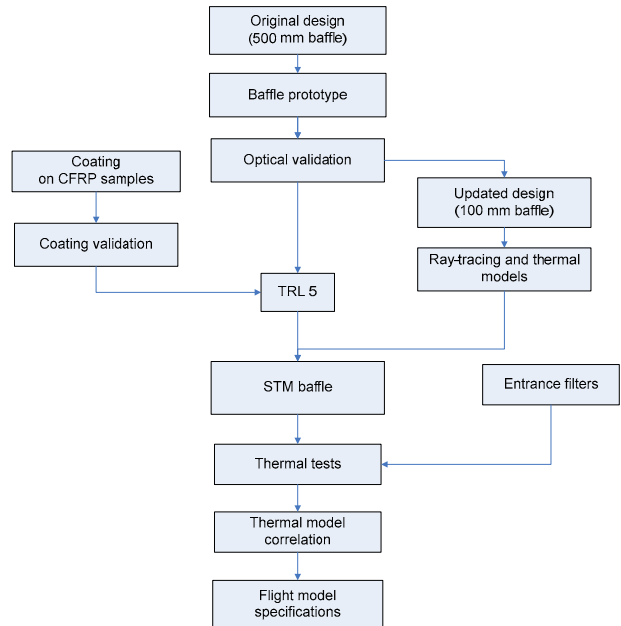 Original design
(500 mm baffle)
Baffle prototype
Optical validation
Coating
on CFRP samples
Updated design
(100 mm baffle)
Coating validation
Ray-tracing and thermal
models
TRL 5
STM baffle
Entrance filters
Thermal tests
Thermal model
correlation
Flight model
specifications